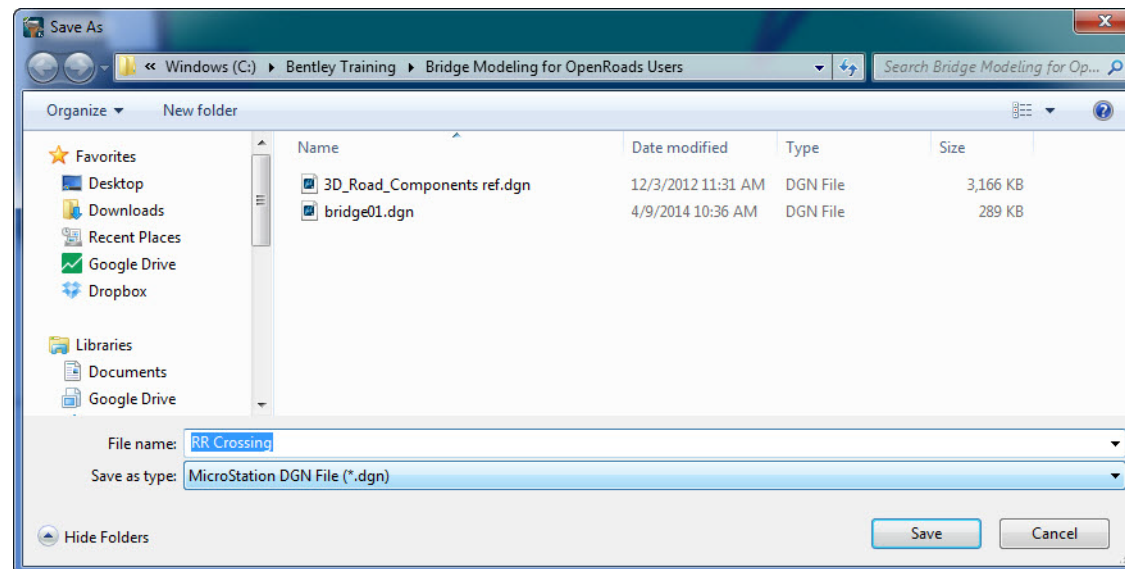 Save As
« Windows (C:) ▸ Bentley Training ▸ Bridge Modeling for OpenRoads Users Search Bridge Modeling for Op...
Organize New folder
Name Date modified Type Size
Favorites
Desktop
Downloads
Recent Places
Google Drive
Dropbox
Libraries
Documents
Google Drive
3D_Road_Components ref.dgn 12/3/2012 11:31 AM DGN File 3,166 KB
bridge01.dgn 4/9/2014 10:36 AM DGN File 289 KB
File name: RR Crossing
Save as type: MicroStation DGN File (*.dgn)
Hide Folders Save Cancel